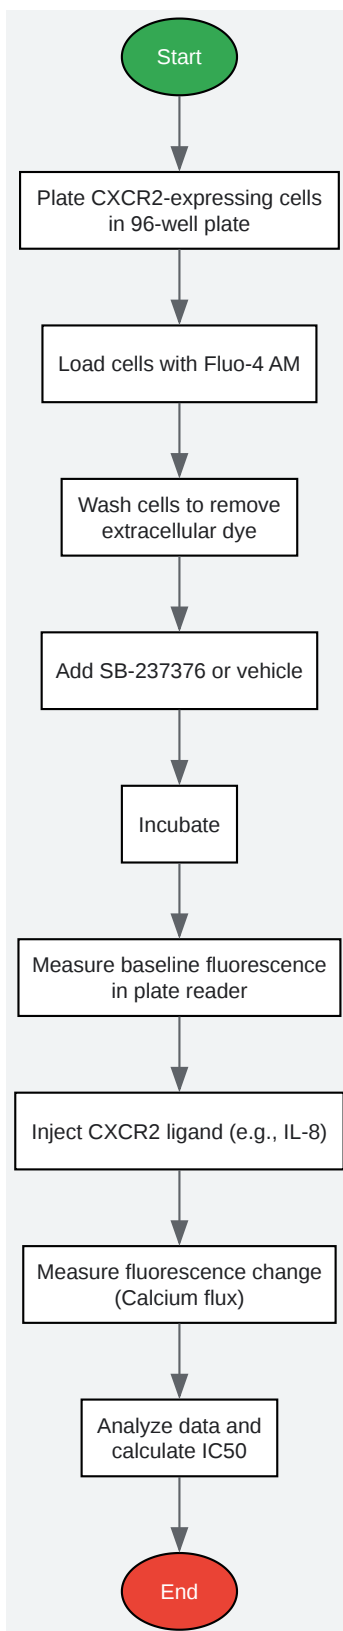 Start
Plate CXCR2-expressing cells
in 96-well plate
Load cells with Fluo-4 AM
Wash cells to remove
extracellular dye
Add SB-237376 or vehicle
Incubate
Measure baseline fluorescence
in plate reader
Inject CXCR2 ligand (e.g., IL-8)
Measure fluorescence change
(Calcium flux)
Analyze data and
calculate IC50
End